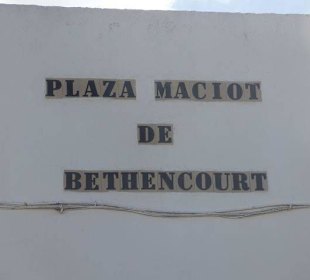 PLAZA MACIOT
DE
BETHENCOURT